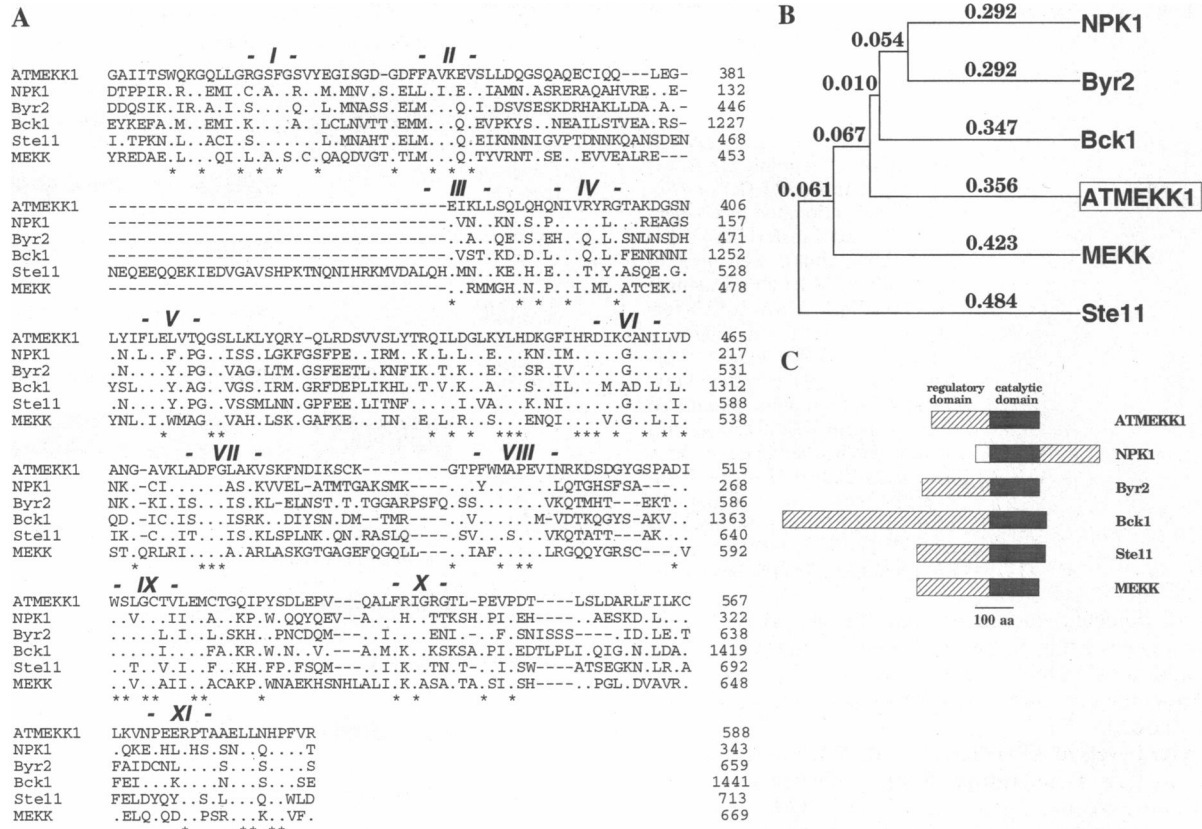 A
- I - - II -
ATMEKK1 GAIITSWQKGQLLGRGSFGSVYEGISGD-GDFFAVKEVSLLDQGSQAQECIQQ---LEG- 381
NPK1 DTPPIR.R..EMI.C.A..R..M.MNV.S.ELL.I.E..IAMNAN.ASRERAQAHVRE..E- 132
Byr2 DDQSIK.IRA.IS....Q..L.MNASS.ELM...Q.I.DSVSESKDRHAKLLDA.A. 446
Bck1 EYKEFA.M..EMI.K....A..LCLNVTT.EMM...Q.EVPKYS..NEAILSTVEA.RS- 1227
Ste11 I.TPKN.L..ACIS.....S..L.MNAHT.ELM...Q.EIKNNNIGVPTDNNKQANSDEN 468
MEKK YREDAE.L...QI.L.AS.C.QAQDVGT.TLM...Q.TYVRNT.SE..EVVEALRE--- 453
- III - - IV -
ATMEKK1 -----------------------------------EIKLLSQLQHQNIVRYRGTAKDGSN 406
NPK1 -----------------------------------.VN..KN.S.P....L...REAGS 157
Byr2 -----------------------------------..A..QE.S.EH..Q.L.SNLNSDH 471
Bck1 -----------------------------------.VST.KD.D.L...Q.L.FENKNNI 1252
Ste11 NEQEEQQEKIEDVGAVSHPKTNQNIHRKMVDALQH.MN..KE.H.E...T.Y.ASQE.G. 528
MEKK -----------------------------------..RMMGH.N.P..I.ML.ATCEK.. 478
- V - - VI -
ATMEKK1 LYIFLELVTQGSLLKLYQRY-QLRDSVVSLYTRQILDGLKYLHDKGFIHRDIKCANILVD 465
NPK1 .N.L..F.PG..ISS.LGKFGSFPE..IRM.K.L.L..E...KN.IM.....G...... 217
Byr2 .N.....Y.PG..VAG.LTM.GSFEETL.KNFIK.T.K..E...SR.IV.....G..... 531
Bck1 YSL...Y.AG..VGS.IRM.GRFDEPLIKHL.T.V.K..A...S..IL...M.AD.L.L. 1312
Ste11 .N.....Y.PG..VSSMLNN.GPFEE.LITNF....I.VA...K.NI......G...I.. 588
MEKK YNL.I.WMAG..VAH.LSK.GAFKE...IN..E.L.R..S..ENQI....V.G..L.I. 538
- VII - - VIII -
ATMEKK1 ANG-AVKLADFGLAKVSKFNDIKSCK----------GTPFWMAPEVINRKDSDGYGSPADI 515
NPK1 NK.-CI......AS.KVVEL-ATMTGAKSMK-----...Y.......LQTGHSFSA.... 268
Byr2 NK.-K.IS...IS.KL-ELNST.T.TGGARPSFQ.SS.......VKQTMHT---EKT.. 586
Bck1 QD.-IC.IS...ISRK..DIYSN.DM--TMR-----..V.....M-VDTKQGYS-AKV.. 1363
Ste11 IK.-C..IT...IS.KLSPLNK.QN.RASLQ-----.SV..S....VKQTATT---AK.. 640
MEKK ST.QRLRI....A.ARLASKGTGAGEFQGQLL....IAF.....LRGQQYGRSC...V 592
- IX - - X -
ATMEKK1 WSLGCTVLEMCTGQIPYSDLEPV---QALFRIGRGTL-PEVPDT----LSLDARLFILKC 567
NPK1 ..V...II..A..KP.W.QQYQEV---A..H..TTKSH.PI.EH----..AESKD.L... 322
Byr2 ..L...II..L.SKH..PNCDQM....I....ENI...F.SNISSS----.ID.LE.T 638
Bck1 .....I....FA.KR.W.N..V.---A.M.K..KSKSA.PI.EDTLPLI.QIG.N.LDA. 1419
Ste11 ..T..V.I..F..KH.FP.FSQM---I..K..TN.T.-I.SW----ATSEGKN.LR.A 692
MEKK ..V..AII..ACAKP.WNAEKHSNHLALI.K.ASA.TA.SI.SH----PGL.DVAVR. 648
- XI -
ATMEKK1 LKVNPEERPTAAELLNHPFVR 588
NPK1 .QKE.HL.HS.SN..Q....T 343
Byr2 FAIDCNL....S...S..... 659
Bck1 FEI...K....N...S...SE 1441
Ste11 FELDYQY..S.L...Q..WLD 713
MEKK .ELQ.QD..PSR..K..VF. 669
B
0.292 NPK1
0.054
0.292 Byr2
0.010
0.347 Bck1
0.067
0.356 ATMEKK1
0.061
0.423 MEKK
0.484 Ste11
C
regulatory domain catalytic domain
ATMEKK1
NPK1
Byr2
Bck1
Ste11
MEKK
100 aa